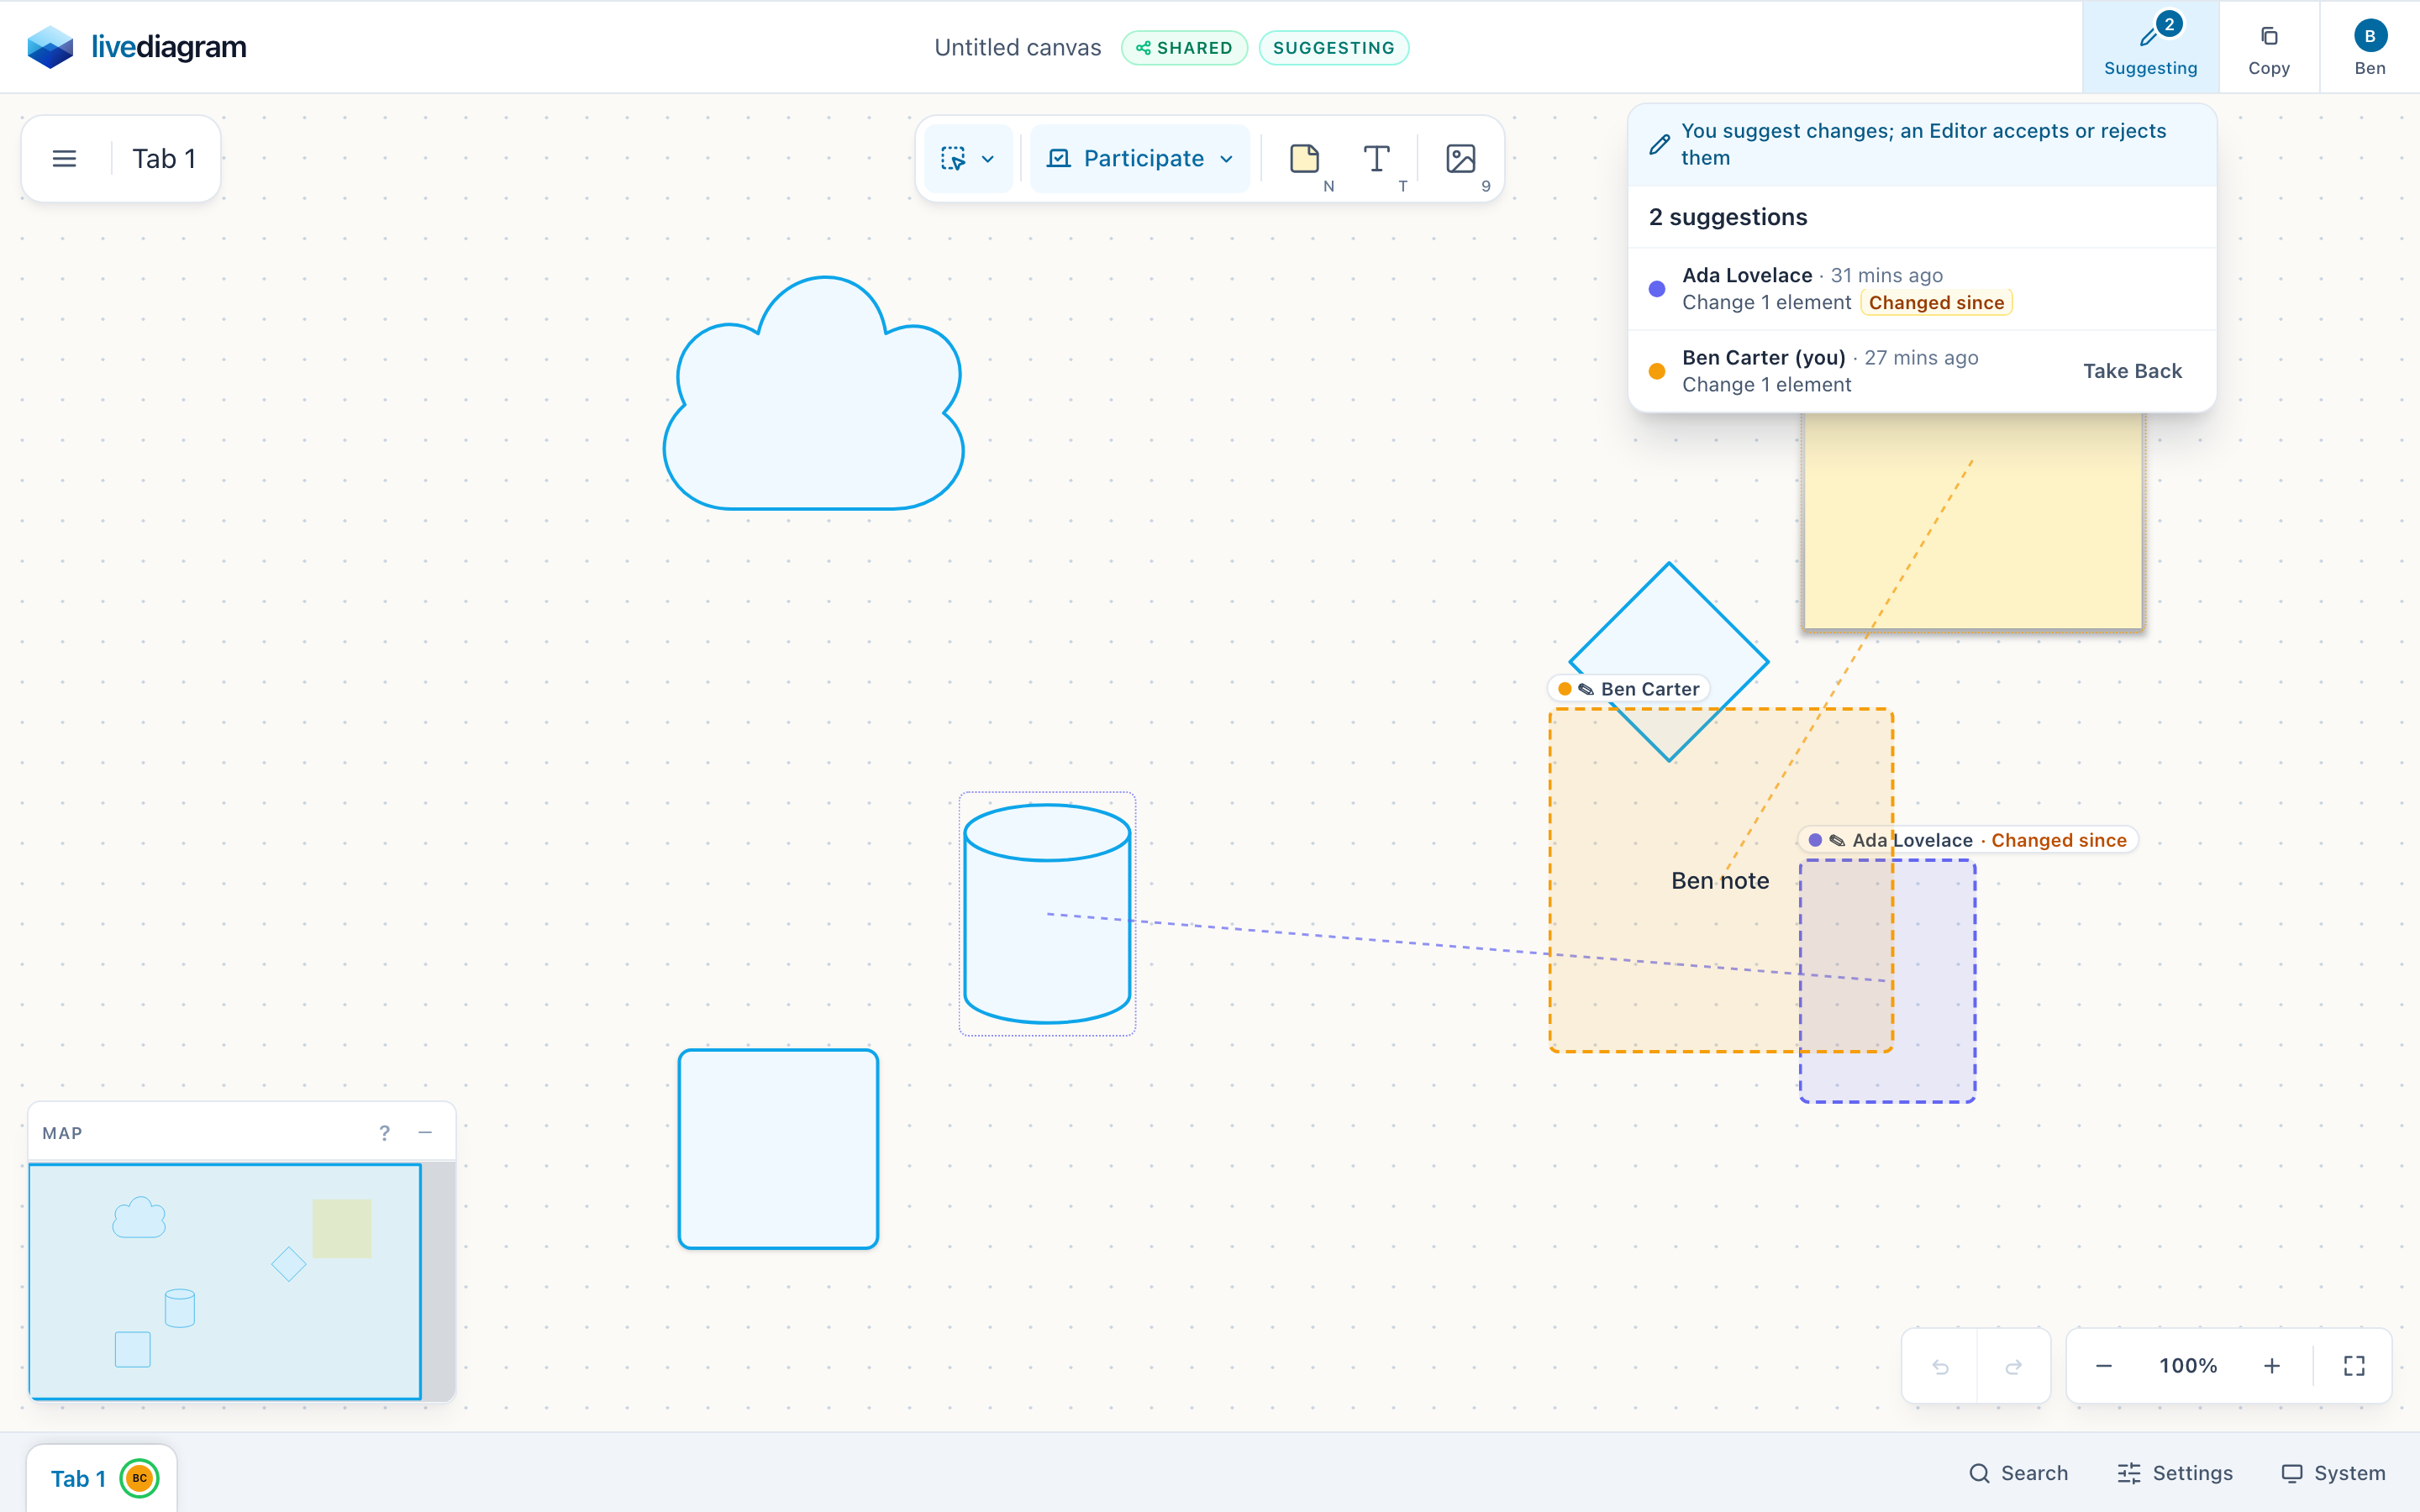 livediagram
Untitled canvas
SHARED
SUGGESTING
2
Suggesting
Copy
B
Ben
Tab 1
Participate
N
T
9
You suggest changes; an Editor accepts or rejects
them
2 suggestions
Ada Lovelace · 31 mins ago
Change 1 element Changed since
Ben Carter (you) · 27 mins ago
Change 1 element
Take Back
Ben Carter
Ada Lovelace · Changed since
Ben note
MAP
?
100%
Tab 1
BC
Search
Settings
System